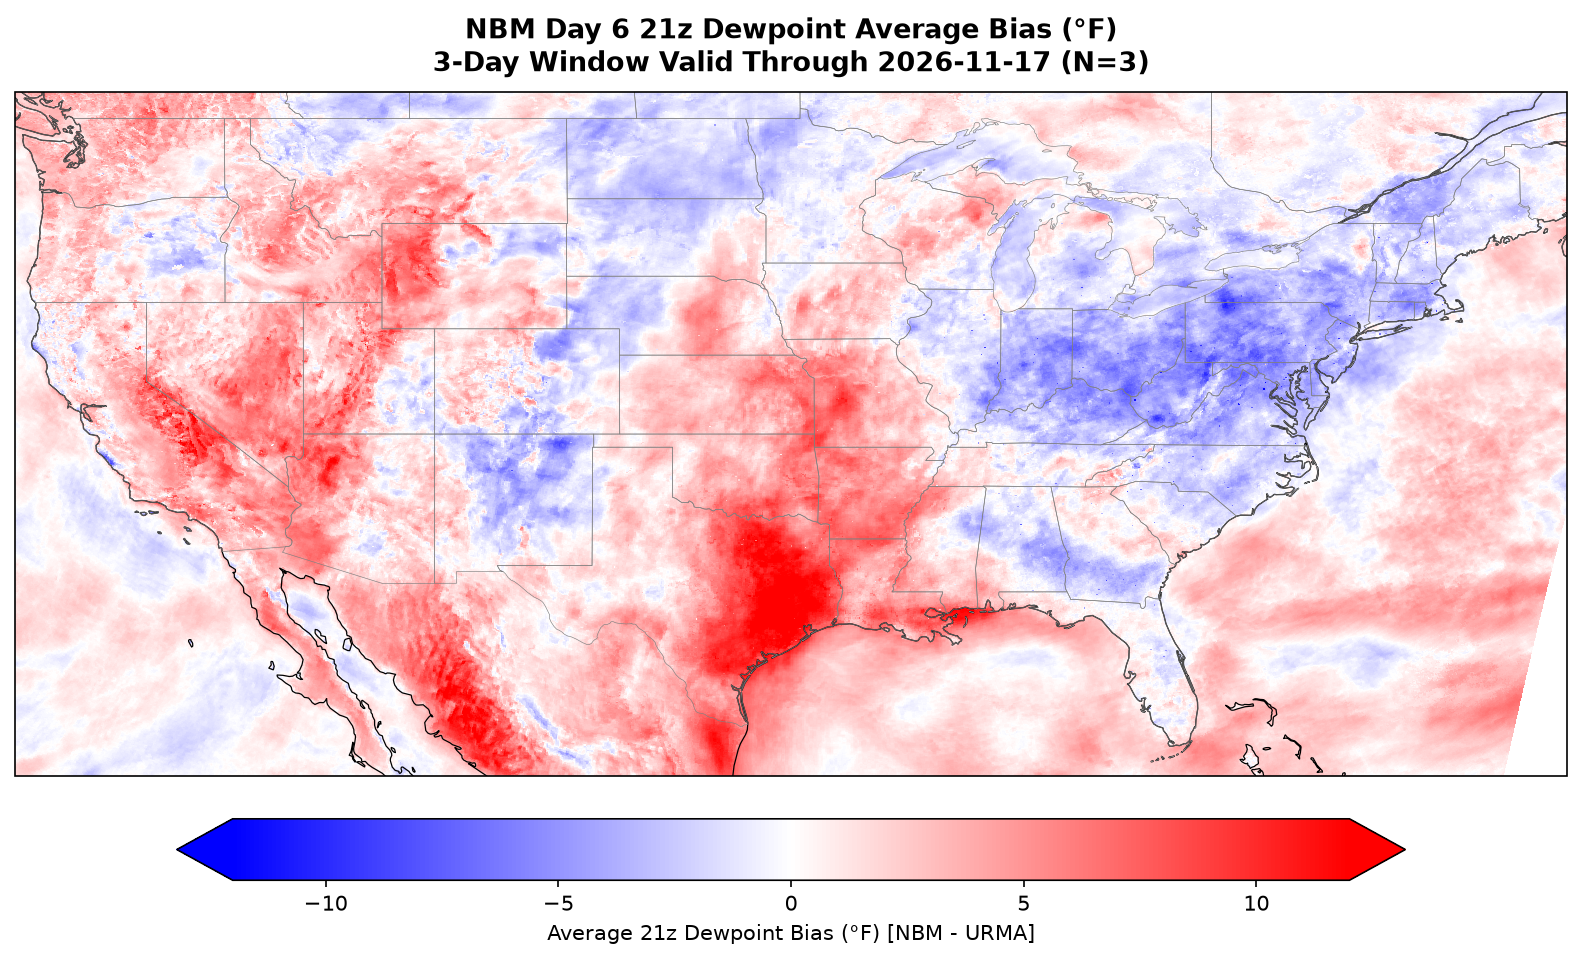 NBM Day 6 21z Dewpoint Average Bias (°F)
3-Day Window Valid Through 2026-11-17 (N=3)
−10 −5 0 5 10
Average 21z Dewpoint Bias (°F) [NBM - URMA]